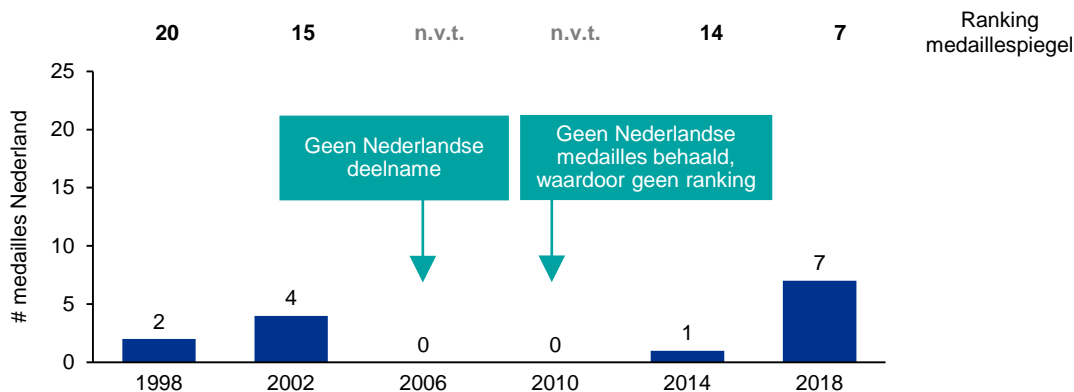 20 15 n.v.t. n.v.t. 14 7 Ranking
medaillespiegel
# medailles Nederland
25
20
15
10
5
0
Geen Nederlandse
deelname
Geen Nederlandse
medailles behaald,
waardoor geen ranking
2 4 0 0 1 7
1998 2002 2006 2010 2014 2018